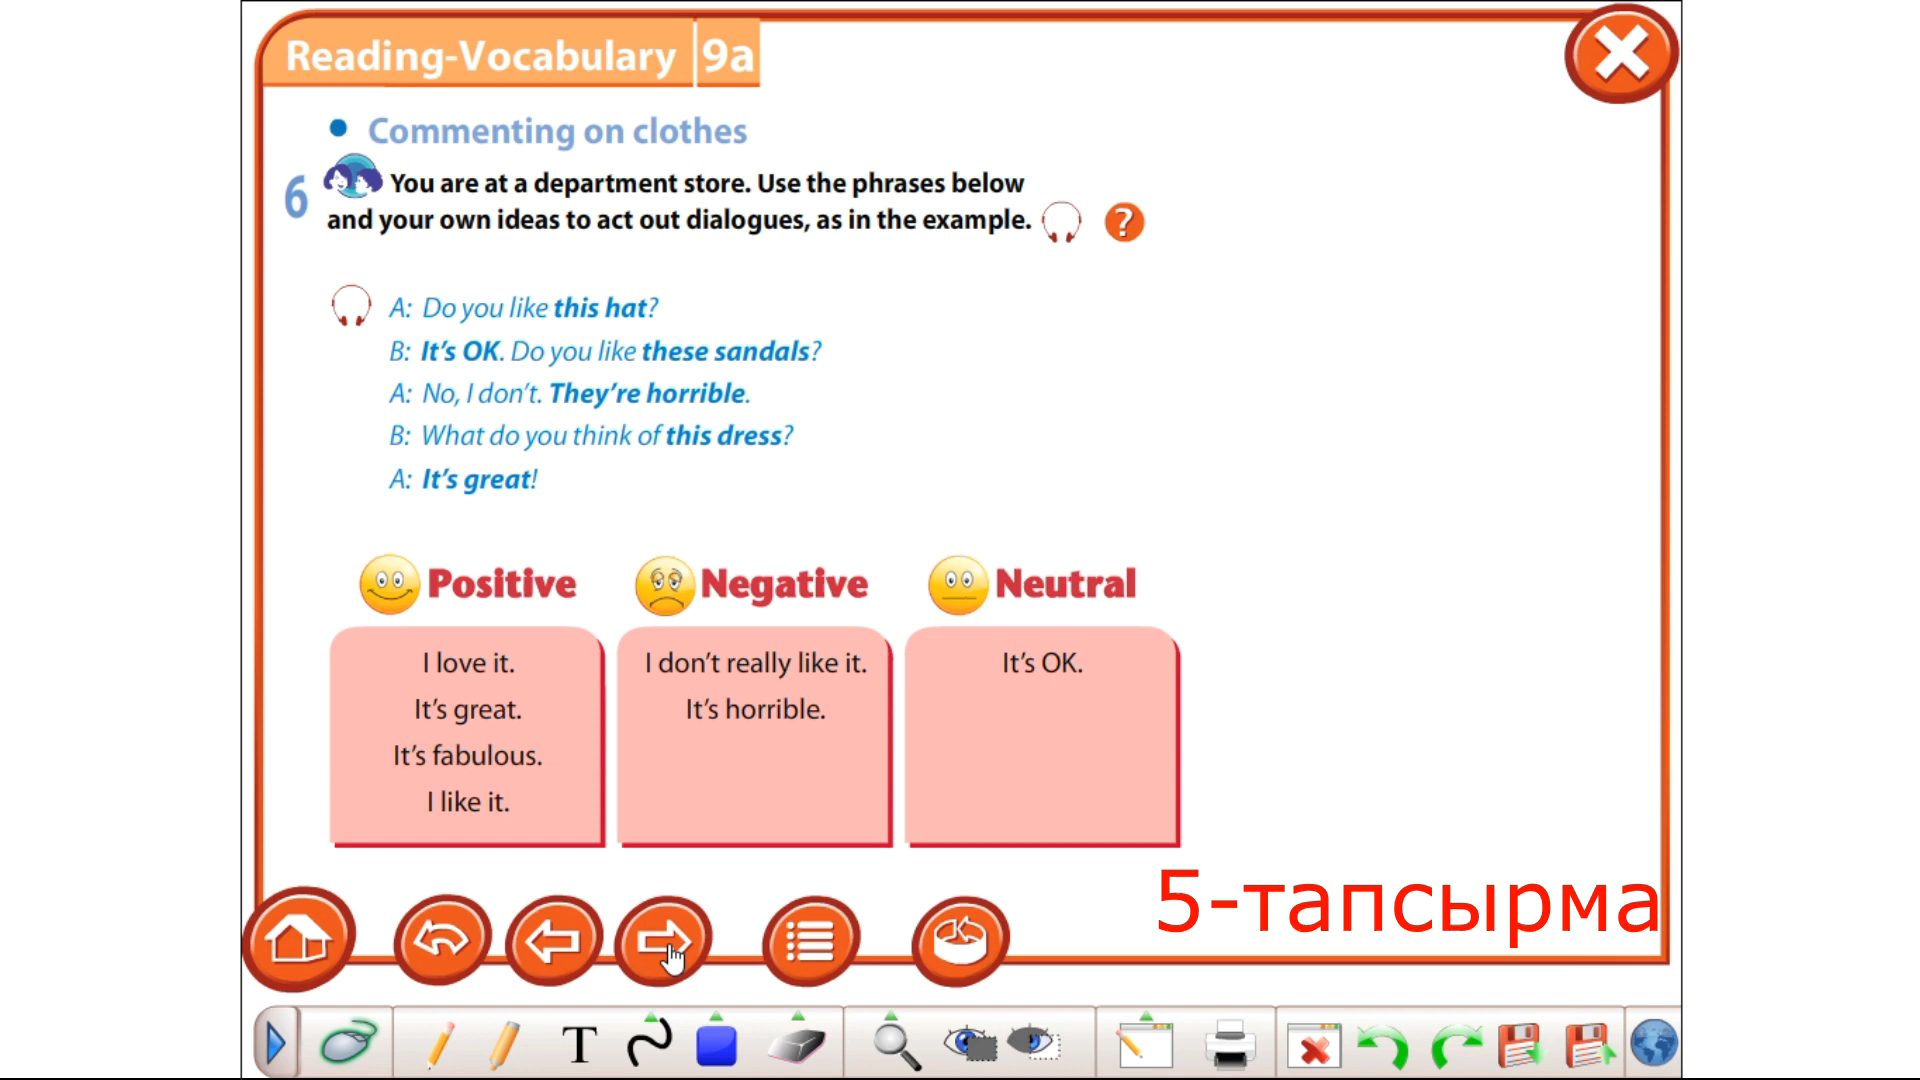 Reading-Vocabulary 9a
• Commenting on clothes
6 You are at a department store. Use the phrases below
and your own ideas to act out dialogues, as in the example. ?
A: Do you like this hat?
B: It's OK. Do you like these sandals?
A: No, I don't. They're horrible.
B: What do you think of this dress?
A: It's great!
Positive
I love it.
It's great.
It's fabulous.
I like it.
Negative
I don't really like it.
It's horrible.
Neutral
It's OK.
5-тапсырма
T